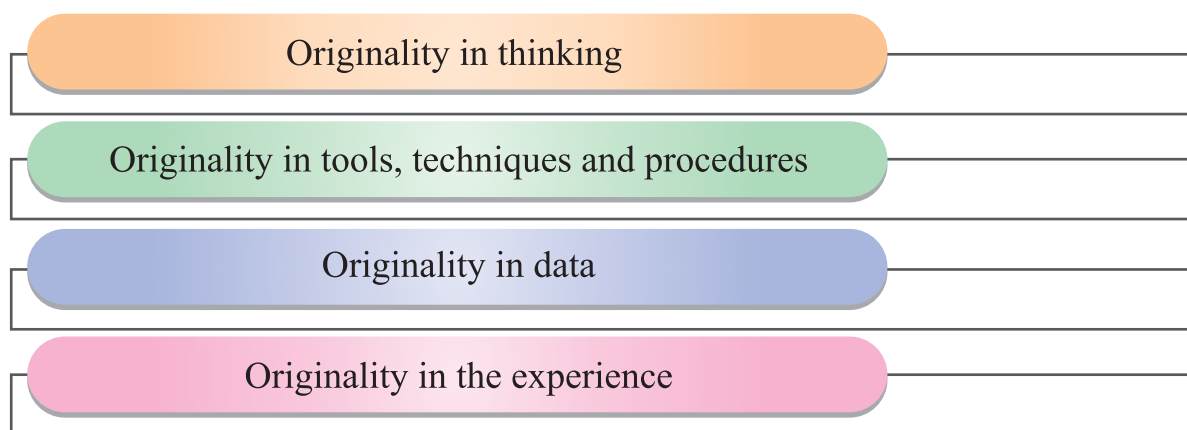 Originality in thinking
Originality in tools, techniques and procedures
Originality in data
Originality in the experience